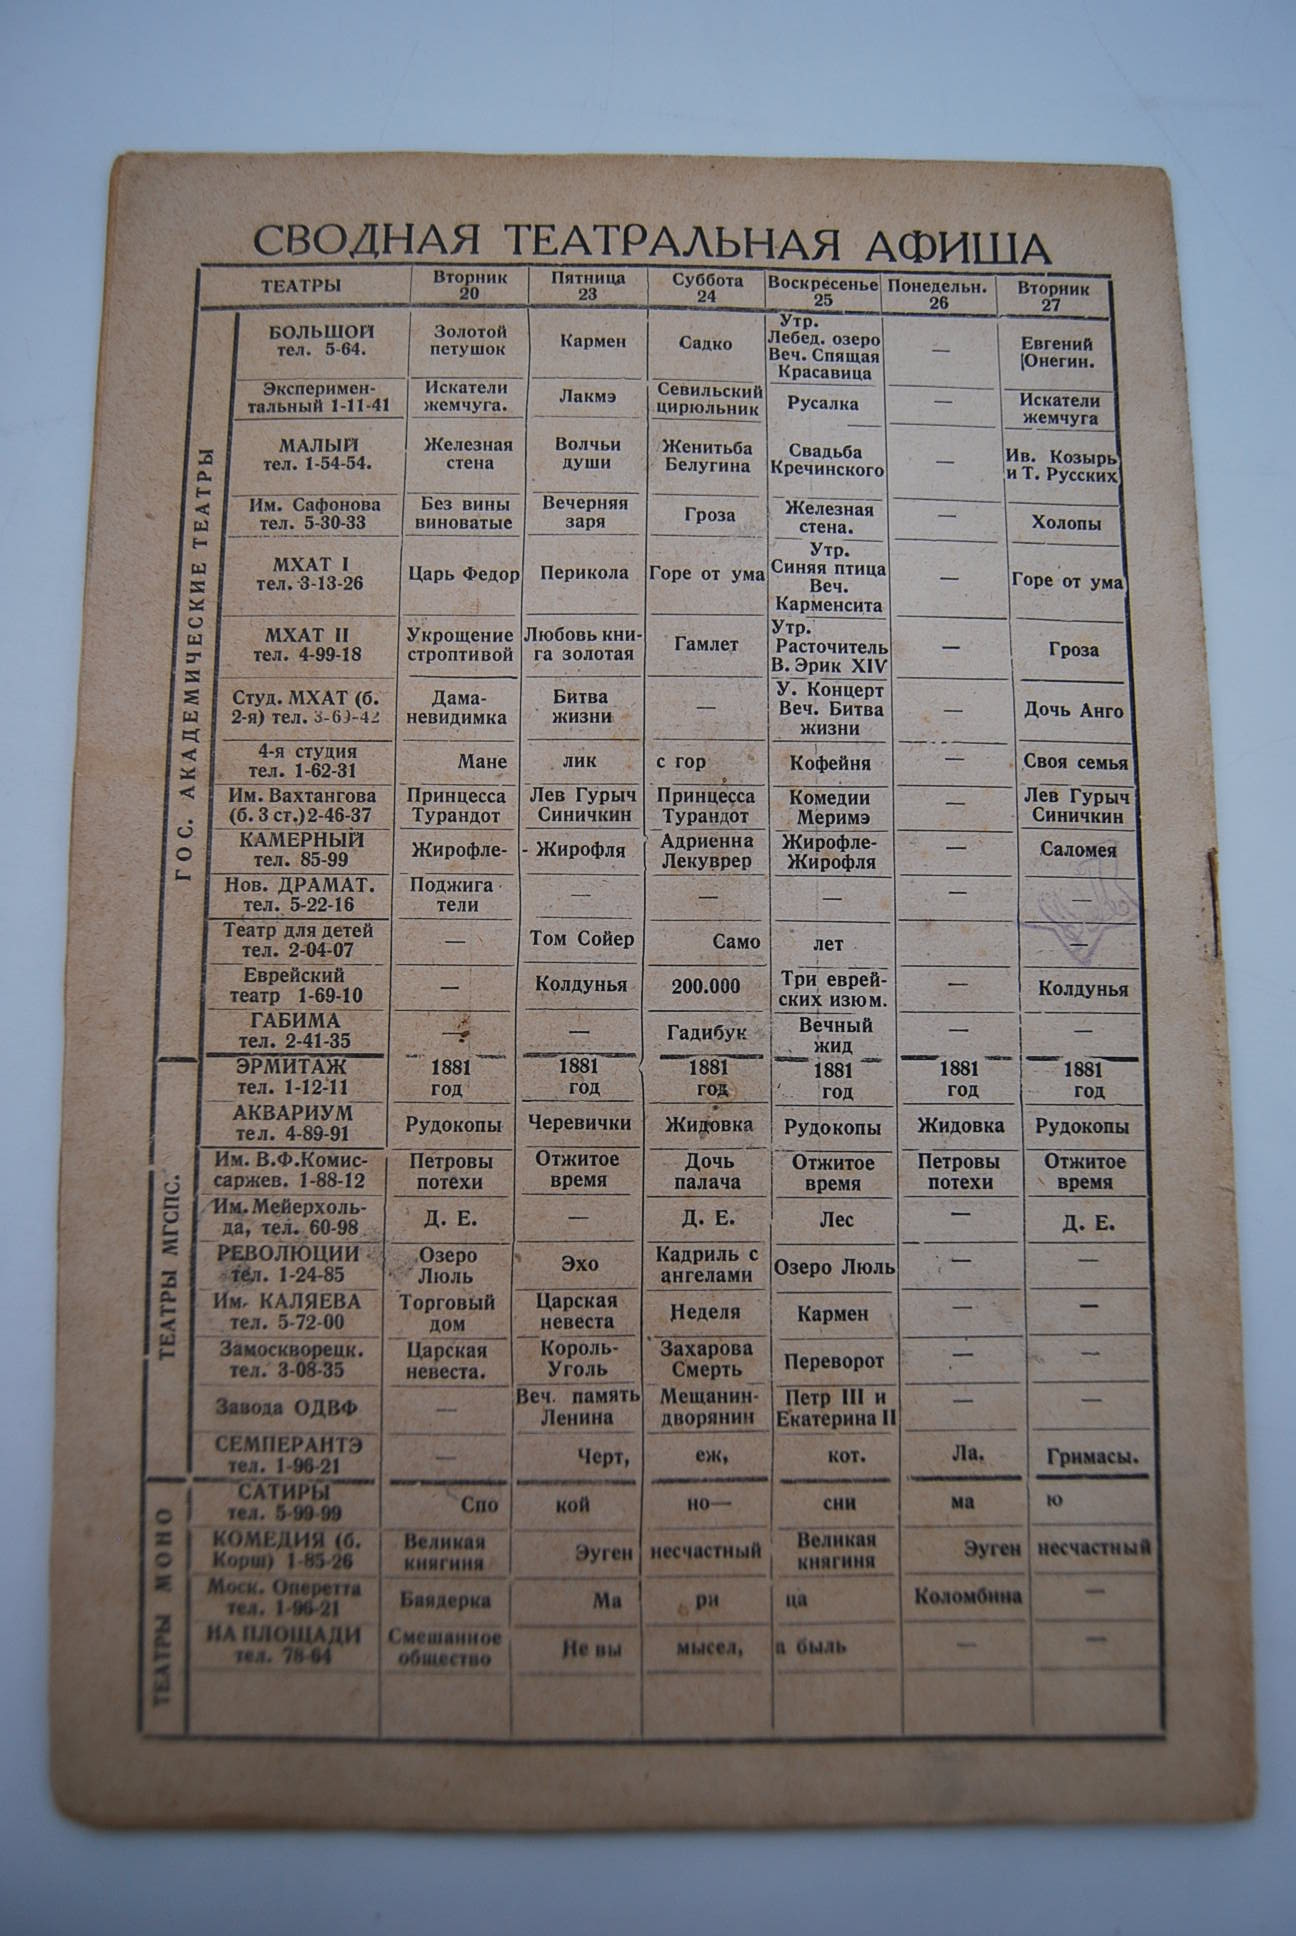 СВОДНАЯ ТЕАТРАЛЬНАЯ АФИША
ТЕАТРЫ Вторник 20 Пятница 23 Суббота 24 Воскресенье 25 Понедельн. 26 Вторник 27
ГОС. АКАДЕМИЧЕСКИЕ ТЕАТРЫ
БОЛЬШОЙ тел. 5-64. Золотой петушок Кармен Садко Утр. Лебед. озеро Веч. Спящая Красавица — Евгений Онегин.
Эксперимен-тальный 1-11-41 Искатели жемчуга. Лакмэ Севильский цирюльник Русалка — Искатели жемчуга
МАЛЫЙ тел. 1-54-54. Железная стена Волчьи души Женитьба Белугина Свадьба Кречинского — Ив. Козырь и Т. Русских
Им. Сафонова тел. 5-30-33 Без вины виноватые Вечерняя заря Гроза Железная стена. — Холопы
МХАТ I тел. 3-13-26 Царь Федор Перикола Горе от ума Утр. Синяя птица Веч. Карменсита — Горе от ума
МХАТ II тел. 4-99-18 Укрощение строптивой Любовь кни-га золотая Гамлет Утр. Расточитель В. Эрик XIV — Гроза
Студ. МХАТ (б. 2-я) тел. 3-69-42 Дама-невидимка Битва жизни — У. Концерт Веч. Битва жизни — Дочь Анго
4-я студия тел. 1-62-31 Мане лик с гор Кофейня — Своя семья
Им. Вахтангова (б. 3 ст.) 2-46-37 Принцесса Турандот Лев Гурыч Синичкин Принцесса Турандот Комедии Меримэ — Лев Гурыч Синичкин
КАМЕРНЫЙ тел. 85-99 Жирофле- - Жирофля Адриенна Лекуврер Жирофле-Жирофля — Саломея
Нов. ДРАМАТ. тел. 5-22-16 Поджига тели — — — — —
Театр для детей тел. 2-04-07 — Том Сойер Само лет — —
Еврейский театр 1-69-10 — Колдунья 200.000 Три еврей-ских изюм. — Колдунья
ГАБИМА тел. 2-41-35 — — Гадибук Вечный жид — —
ТЕАТРЫ МГСПС.
ЭРМИТАЖ тел. 1-12-11 1881 год 1881 год 1881 год 1881 год 1881 год 1881 год
АКВАРИУМ тел. 4-89-91 Рудокопы Черевички Жидовка Рудокопы Жидовка Рудокопы
Им. В.Ф.Комис-саржев. 1-88-12 Петровы потехи Отжитое время Дочь палача Отжитое время Петровы потехи Отжитое время
Им. Мейерхоль-да, тел. 60-98 Д. Е. — Д. Е. Лес — Д. Е.
РЕВОЛЮЦИИ тел. 1-24-85 Озеро Люль Эхо Кадриль с ангелами Озеро Люль — —
Им. КАЛЯЕВА тел. 5-72-00 Торговый дом Царская невеста Неделя Кармен — —
Замоскворецк. тел. 3-08-35 Царская невеста. Король-Уголь Захарова Смерть Переворот — —
Завода ОДВФ — Веч. память Ленина Мещанин-дворянин Петр III и Екатерина II — —
СЕМПЕРАНТЭ тел. 1-96-21 — Черт, еж, кот. Ла. Гримасы.
ТЕАТРЫ МОНО
САТИРЫ тел. 5-99-99 Спо кой но— сни ма ю
КОМЕДИЯ (б. Корш) 1-85-26 Великая княгиня Эуген несчастный Великая княгиня Эуген несчастный
Моск. Оперетта тел. 1-96-21 Баядерка Ма ри ца Коломбина —
НА ПЛОЩАДИ тел. 78-64 Смешанное общество Не вы мысел, а быль — —